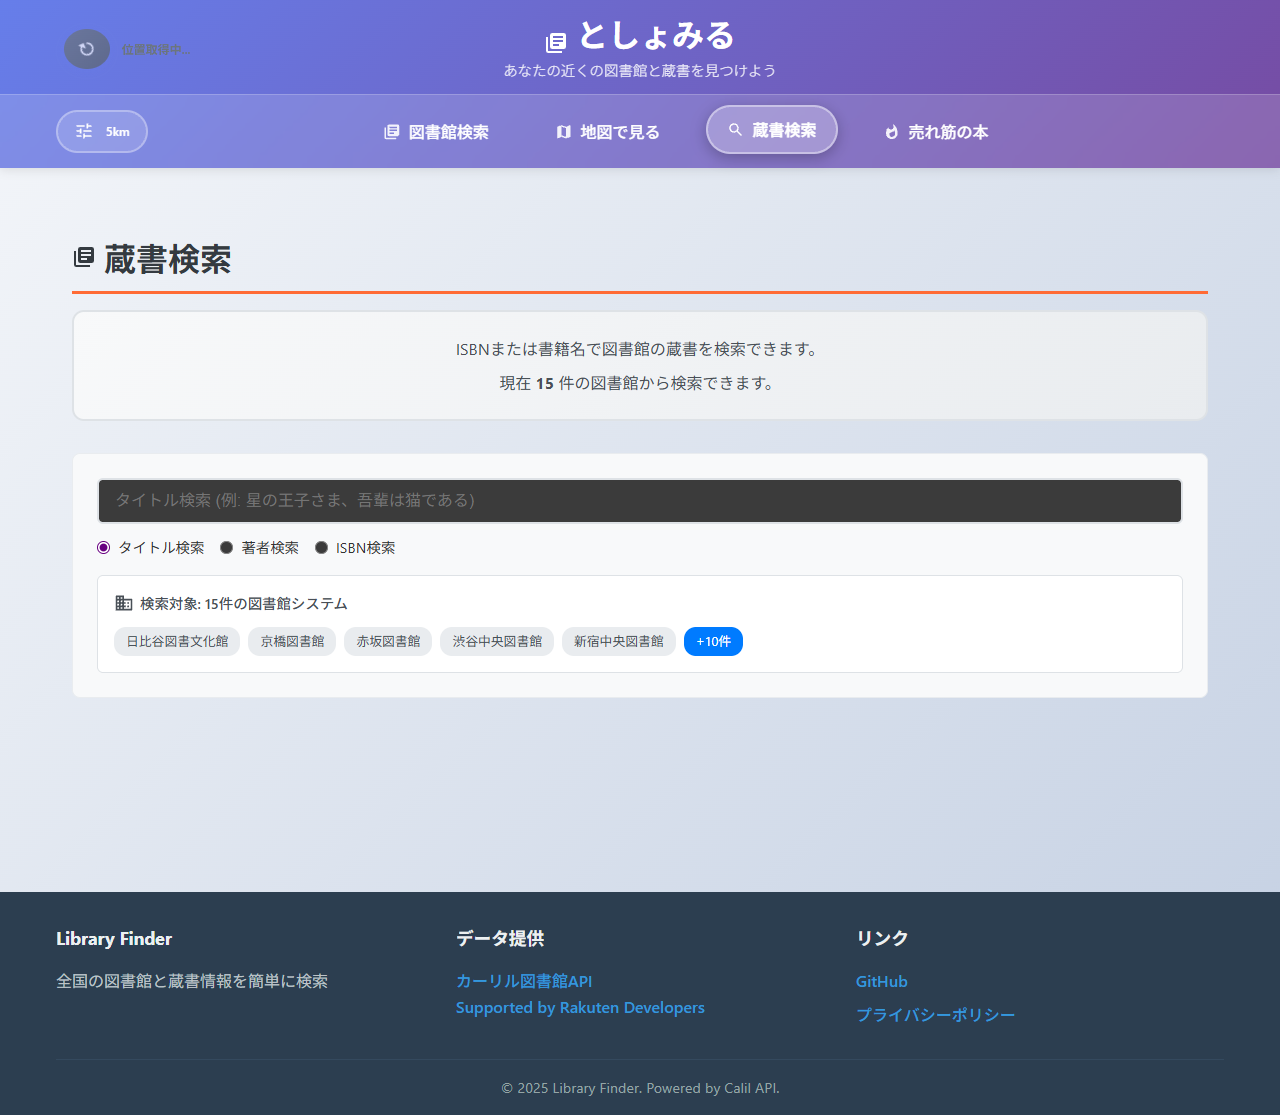 位置取得中...
としょみる
あなたの近くの図書館と蔵書を見つけよう
5km
図書館検索
地図で見る
蔵書検索
売れ筋の本
蔵書検索
ISBNまたは書籍名で図書館の蔵書を検索できます。
現在 15 件の図書館から検索できます。
タイトル検索 (例: 星の王子さま、吾輩は猫である)
タイトル検索 著者検索 ISBN検索
検索対象: 15件の図書館システム
日比谷図書文化館 京橋図書館 赤坂図書館 渋谷中央図書館 新宿中央図書館 +10件
Library Finder
全国の図書館と蔵書情報を簡単に検索
データ提供
カーリル図書館API
Supported by Rakuten Developers
リンク
GitHub
プライバシーポリシー
© 2025 Library Finder. Powered by Calil API.